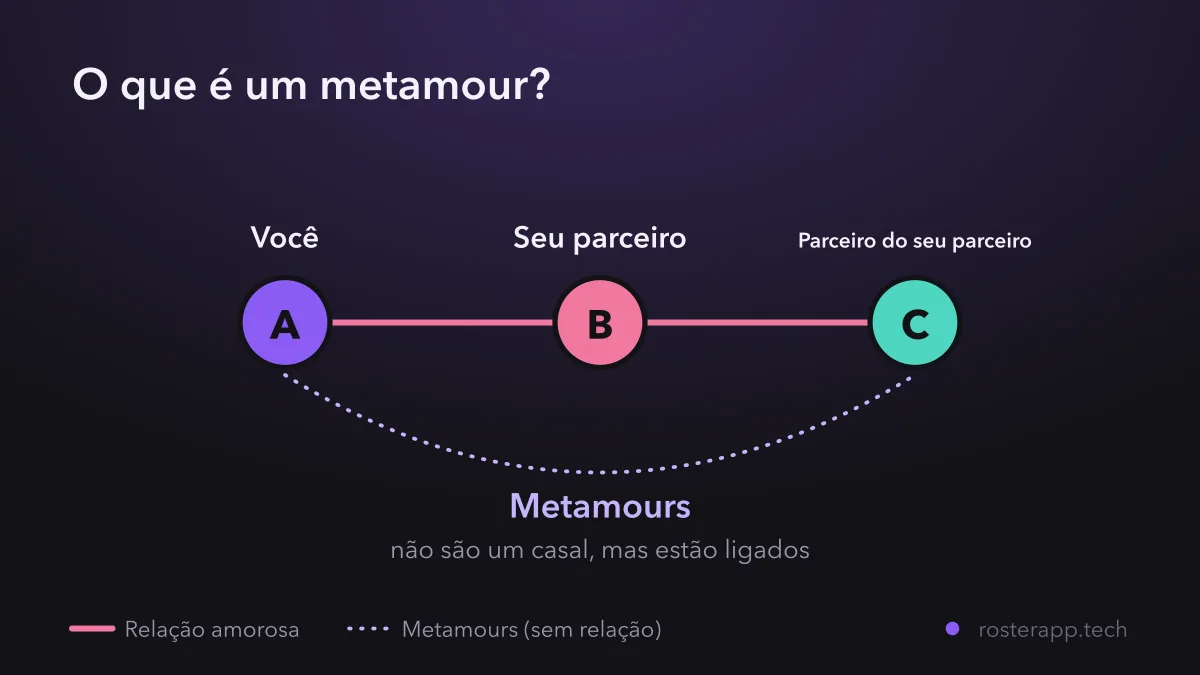 O que é um metamour?
Você
Seu parceiro
Parceiro do seu parceiro
A
B
C
Metamours
não são um casal, mas estão ligados
Relação amorosa
Metamours (sem relação)
rosterapp.tech